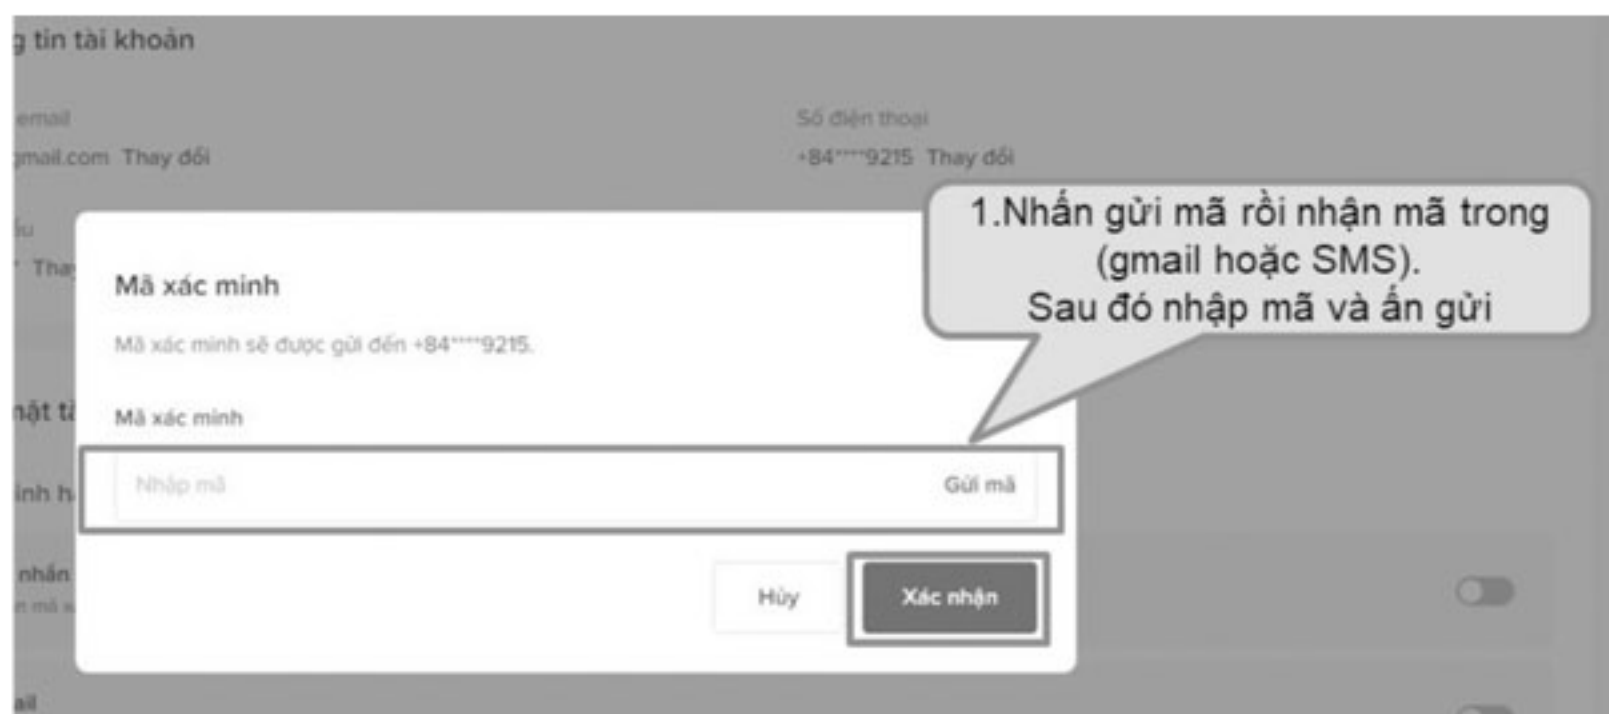 g tin tài khoản
email
Số điện thoại
gmail.com Thay đổi
+84****9215 Thay đổi
1.Nhấn gửi mã rồi nhận mã trong
(gmail hoặc SMS).
Sau đó nhập mã và ấn gửi
Mã xác minh
Mã xác minh sẽ được gửi đến +84****9215.
Mã xác minh
Nhập mã
Gửi mã
nhắn
Hủy
Xác nhận
ail